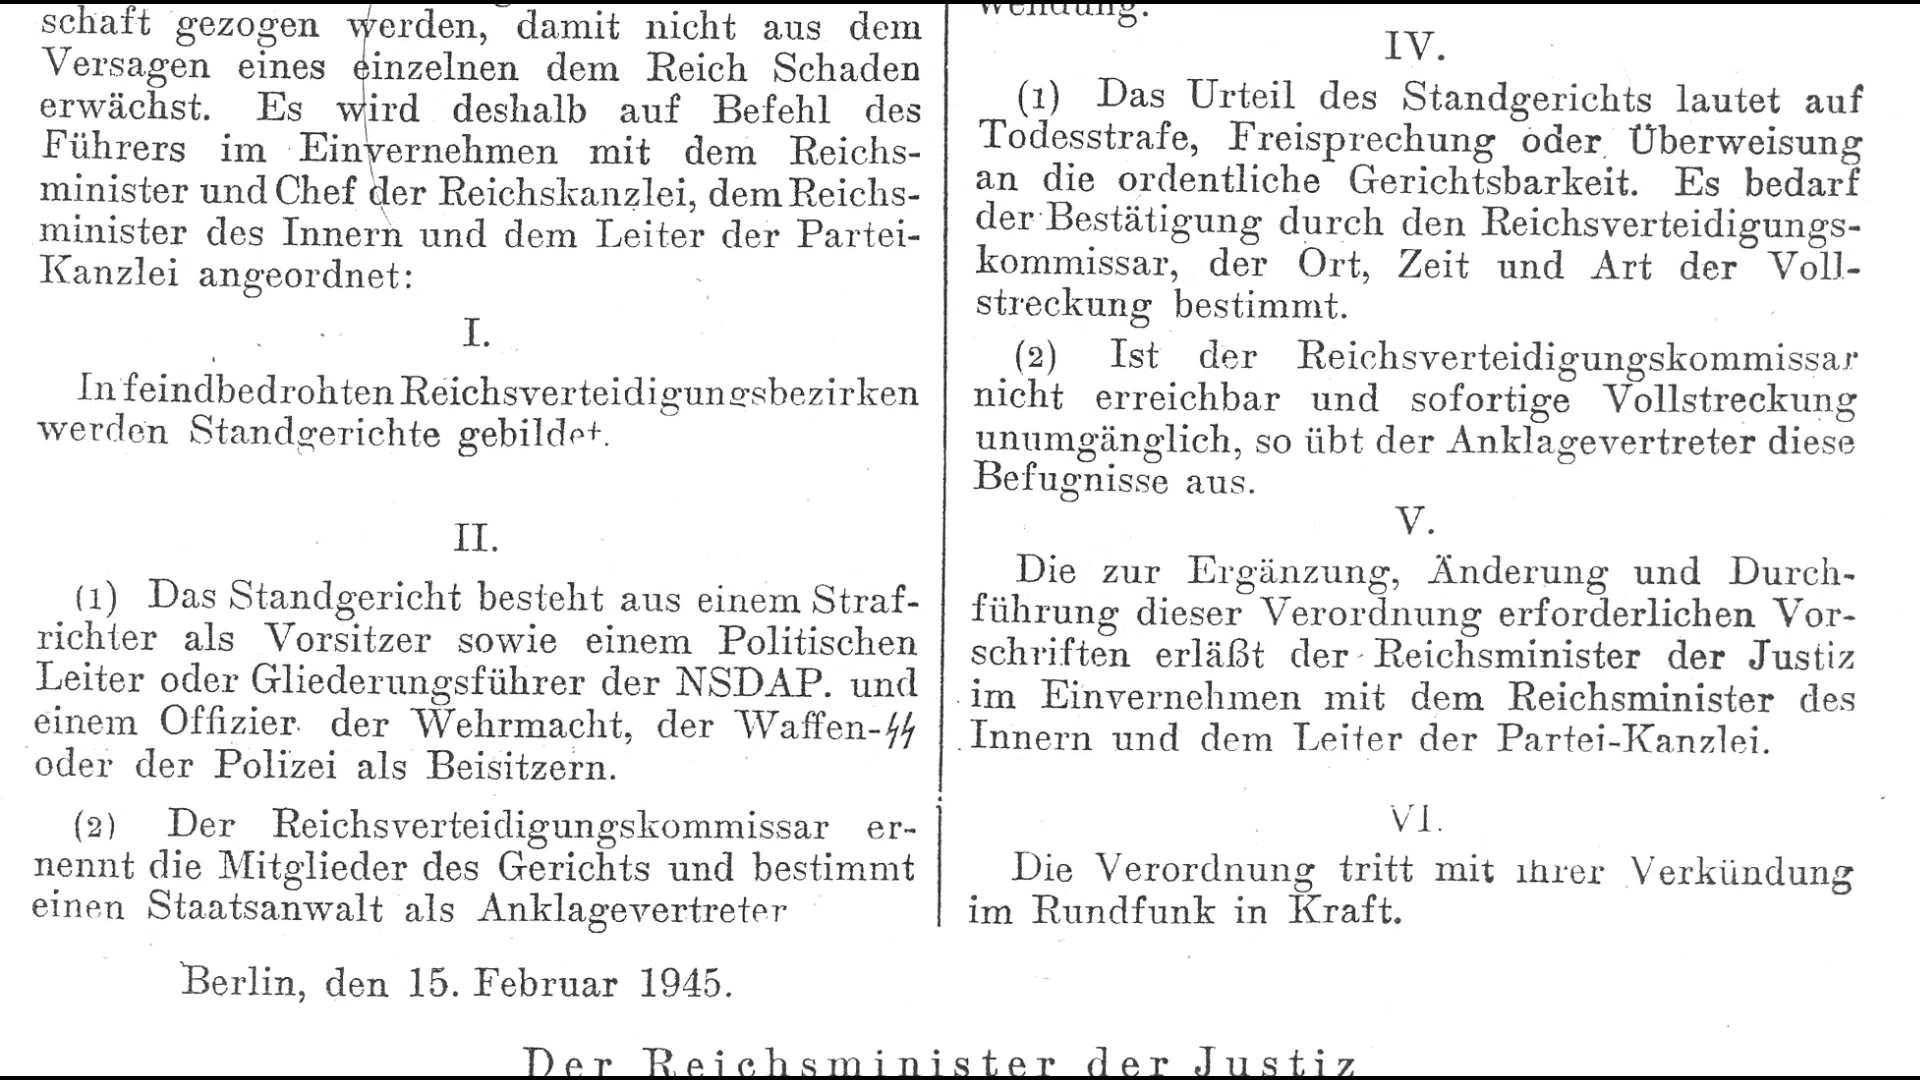 schaft gezogen werden, damit nicht aus dem
Versagen eines einzelnen dem Reich Schaden
erwächst. Es wird deshalb auf Befehl des
Führers im Einvernehmen mit dem Reichs-
minister und Chef der Reichskanzlei, dem Reichs-
minister des Innern und dem Leiter der Partei-
Kanzlei angeordnet:
I.
In feindbedrohten Reichsverteidigungsbezirken
werden Standgerichte gebildet.
II.
(1) Das Standgericht besteht aus einem Straf-
richter als Vorsitzer sowie einem Politischen
Leiter oder Gliederungsführer der NSDAP. und
einem Offizier der Wehrmacht, der Waffen-ϟϟ
oder der Polizei als Beisitzern.
(2) Der Reichsverteidigungskommissar er-
nennt die Mitglieder des Gerichts und bestimmt
einen Staatsanwalt als Anklagevertreter
wendung.
IV.
(1) Das Urteil des Standgerichts lautet auf
Todesstrafe, Freisprechung oder Überweisung
an die ordentliche Gerichtsbarkeit. Es bedarf
der Bestätigung durch den Reichsverteidigungs-
kommissar, der Ort, Zeit und Art der Voll-
streckung bestimmt.
(2) Ist der Reichsverteidigungskommissar
nicht erreichbar und sofortige Vollstreckung
unumgänglich, so übt der Anklagevertreter diese
Befugnisse aus.
V.
Die zur Ergänzung, Änderung und Durch-
führung dieser Verordnung erforderlichen Vor-
schriften erläßt der Reichsminister der Justiz
im Einvernehmen mit dem Reichsminister des
Innern und dem Leiter der Partei-Kanzlei.
VI.
Die Verordnung tritt mit ihrer Verkündung
im Rundfunk in Kraft.
Berlin, den 15. Februar 1945.
Der Reichsminister der Justiz